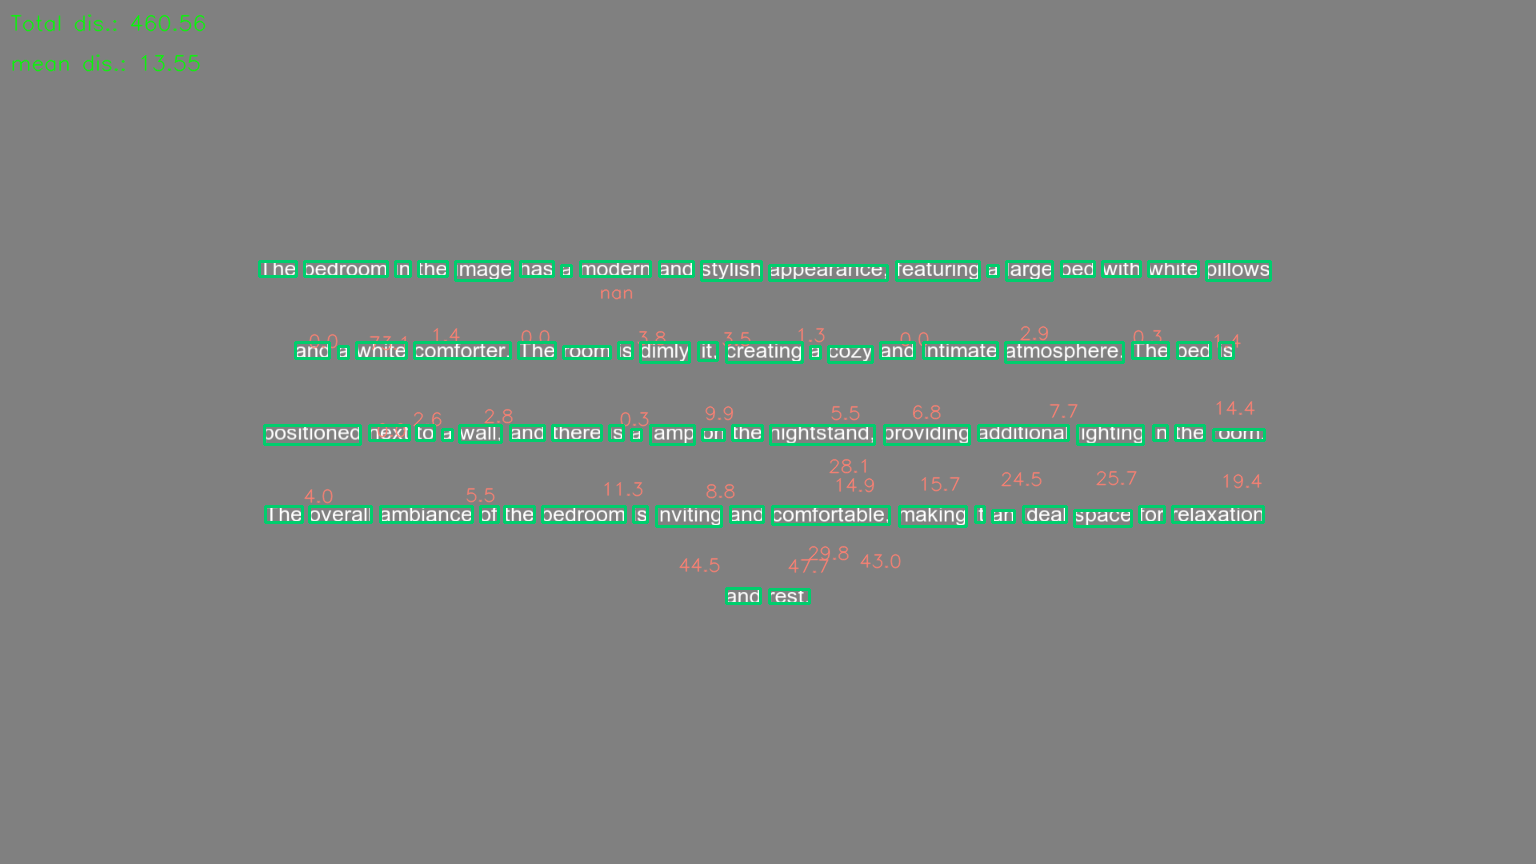 Total dis.: 460.56
mean dis.: 13.55
The bedroom in the image has a modern and stylish appearance, featuring a large bed with white pillows
nan
0.0 73.1 1.4 0.0 3.8 3.5 1.3 0.0 2.9 0.3 1.4
and a white comforter. The room is dimly lit, creating a cozy and intimate atmosphere. The bed is
2.6 2.8 0.3 9.9 5.5 6.8 7.7 14.4
positioned next to a wall, and there is a lamp on the nightstand, providing additional lighting in the room.
28.1
4.0 5.5 11.3 8.8 14.9 15.7 24.5 25.7 19.4
The overall ambiance of the bedroom is inviting and comfortable, making it an ideal space for relaxation
44.5 47.7 29.8 43.0
and rest.